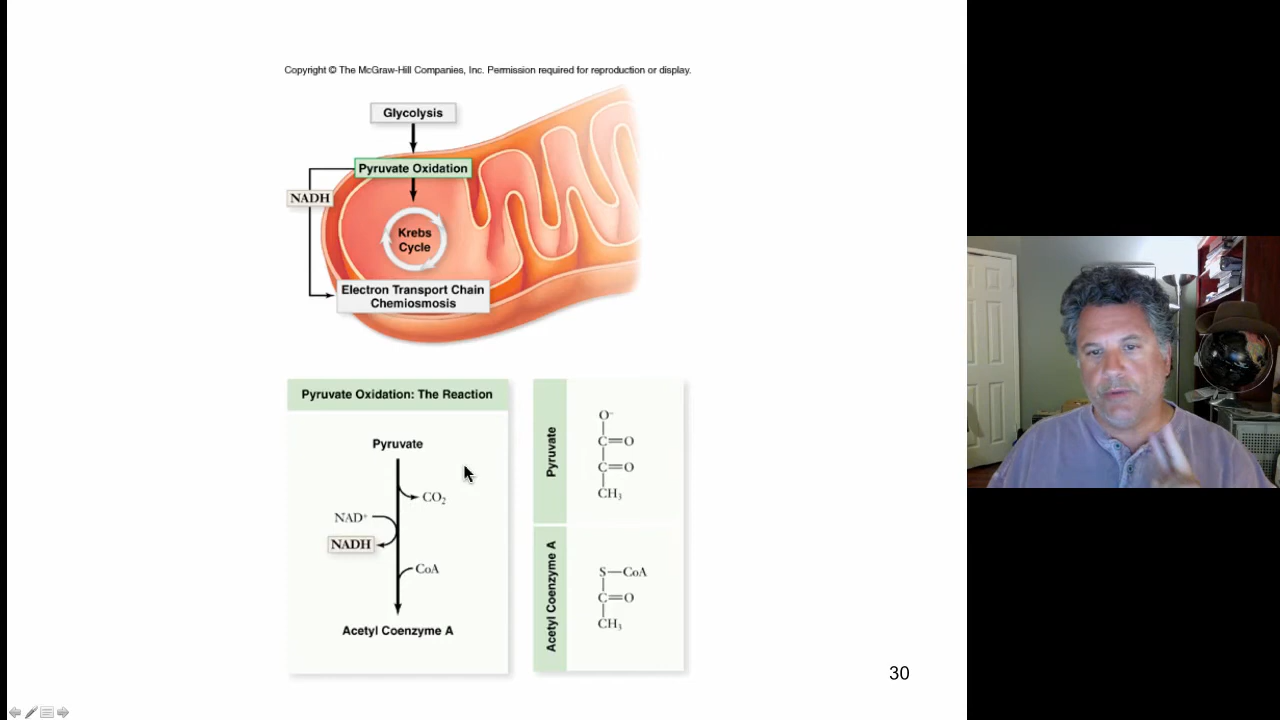 Copyright © The McGraw-Hill Companies, Inc. Permission required for reproduction or display.
Glycolysis
Pyruvate Oxidation
NADH
Krebs
Cycle
Electron Transport Chain
Chemiosmosis
Pyruvate Oxidation: The Reaction
Pyruvate
CO₂
NAD⁺
NADH
CoA
Acetyl Coenzyme A
Pyruvate
O⁻
C=O
C=O
CH₃
Acetyl Coenzyme A
S—CoA
C=O
CH₃
30